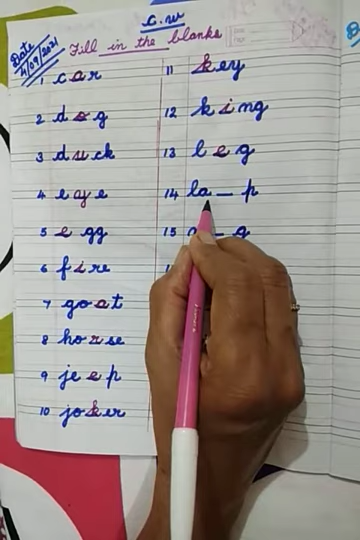 C.W
Date
4/09/2021
Fill in the blanks
1 car
2 dog
3 duck
4 eye
5 egg
6 fire
7 goat
8 horse
9 jeep
10 joker
11 key
12 king
13 leg
14 la_p
15 _ g